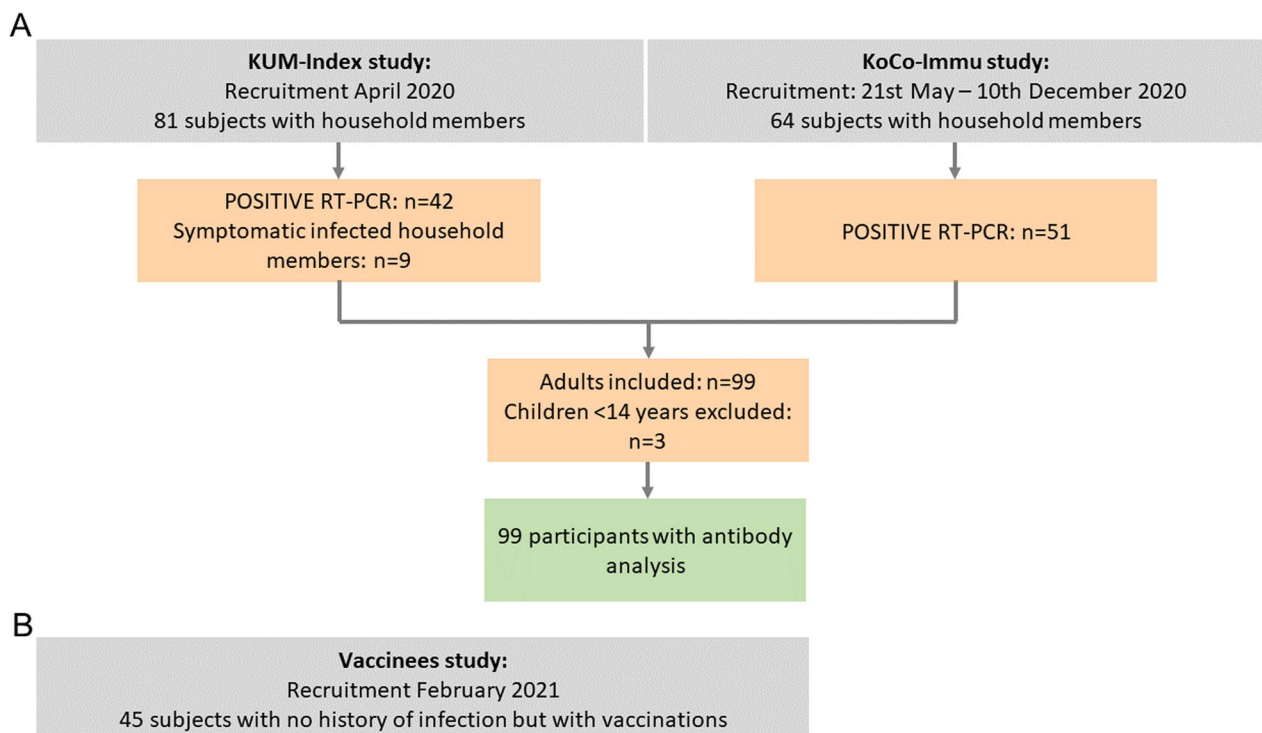 A
KUM-Index study:
Recruitment April 2020
81 subjects with household members
KoCo-Immu study:
Recruitment: 21st May – 10th December 2020
64 subjects with household members
POSITIVE RT-PCR: n=42
Symptomatic infected household
members: n=9
POSITIVE RT-PCR: n=51
Adults included: n=99
Children <14 years excluded:
n=3
99 participants with antibody
analysis
B
Vaccinees study:
Recruitment February 2021
45 subjects with no history of infection but with vaccinations